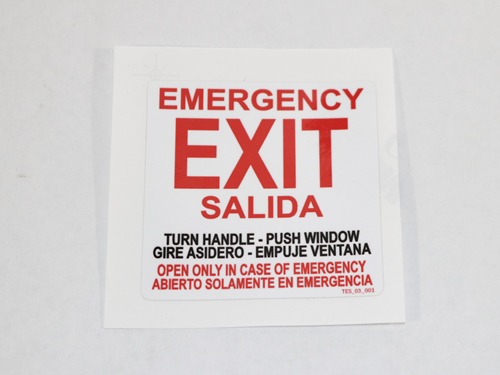 EMERGENCY
EXIT
SALIDA
TURN HANDLE - PUSH WINDOW
GIRE ASIDERO - EMPUJE VENTANA
OPEN ONLY IN CASE OF EMERGENCY
ABIERTO SOLAMENTE EN EMERGENCIA
TES_03_001